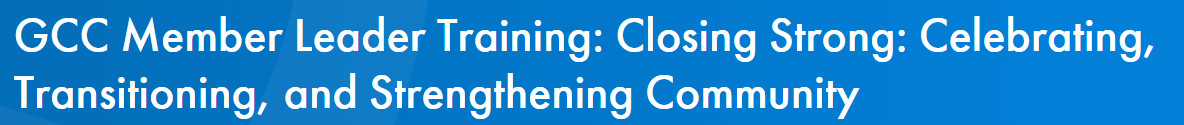 GCC Member Leader Training: Closing Strong: Celebrating,
Transitioning, and Strengthening Community